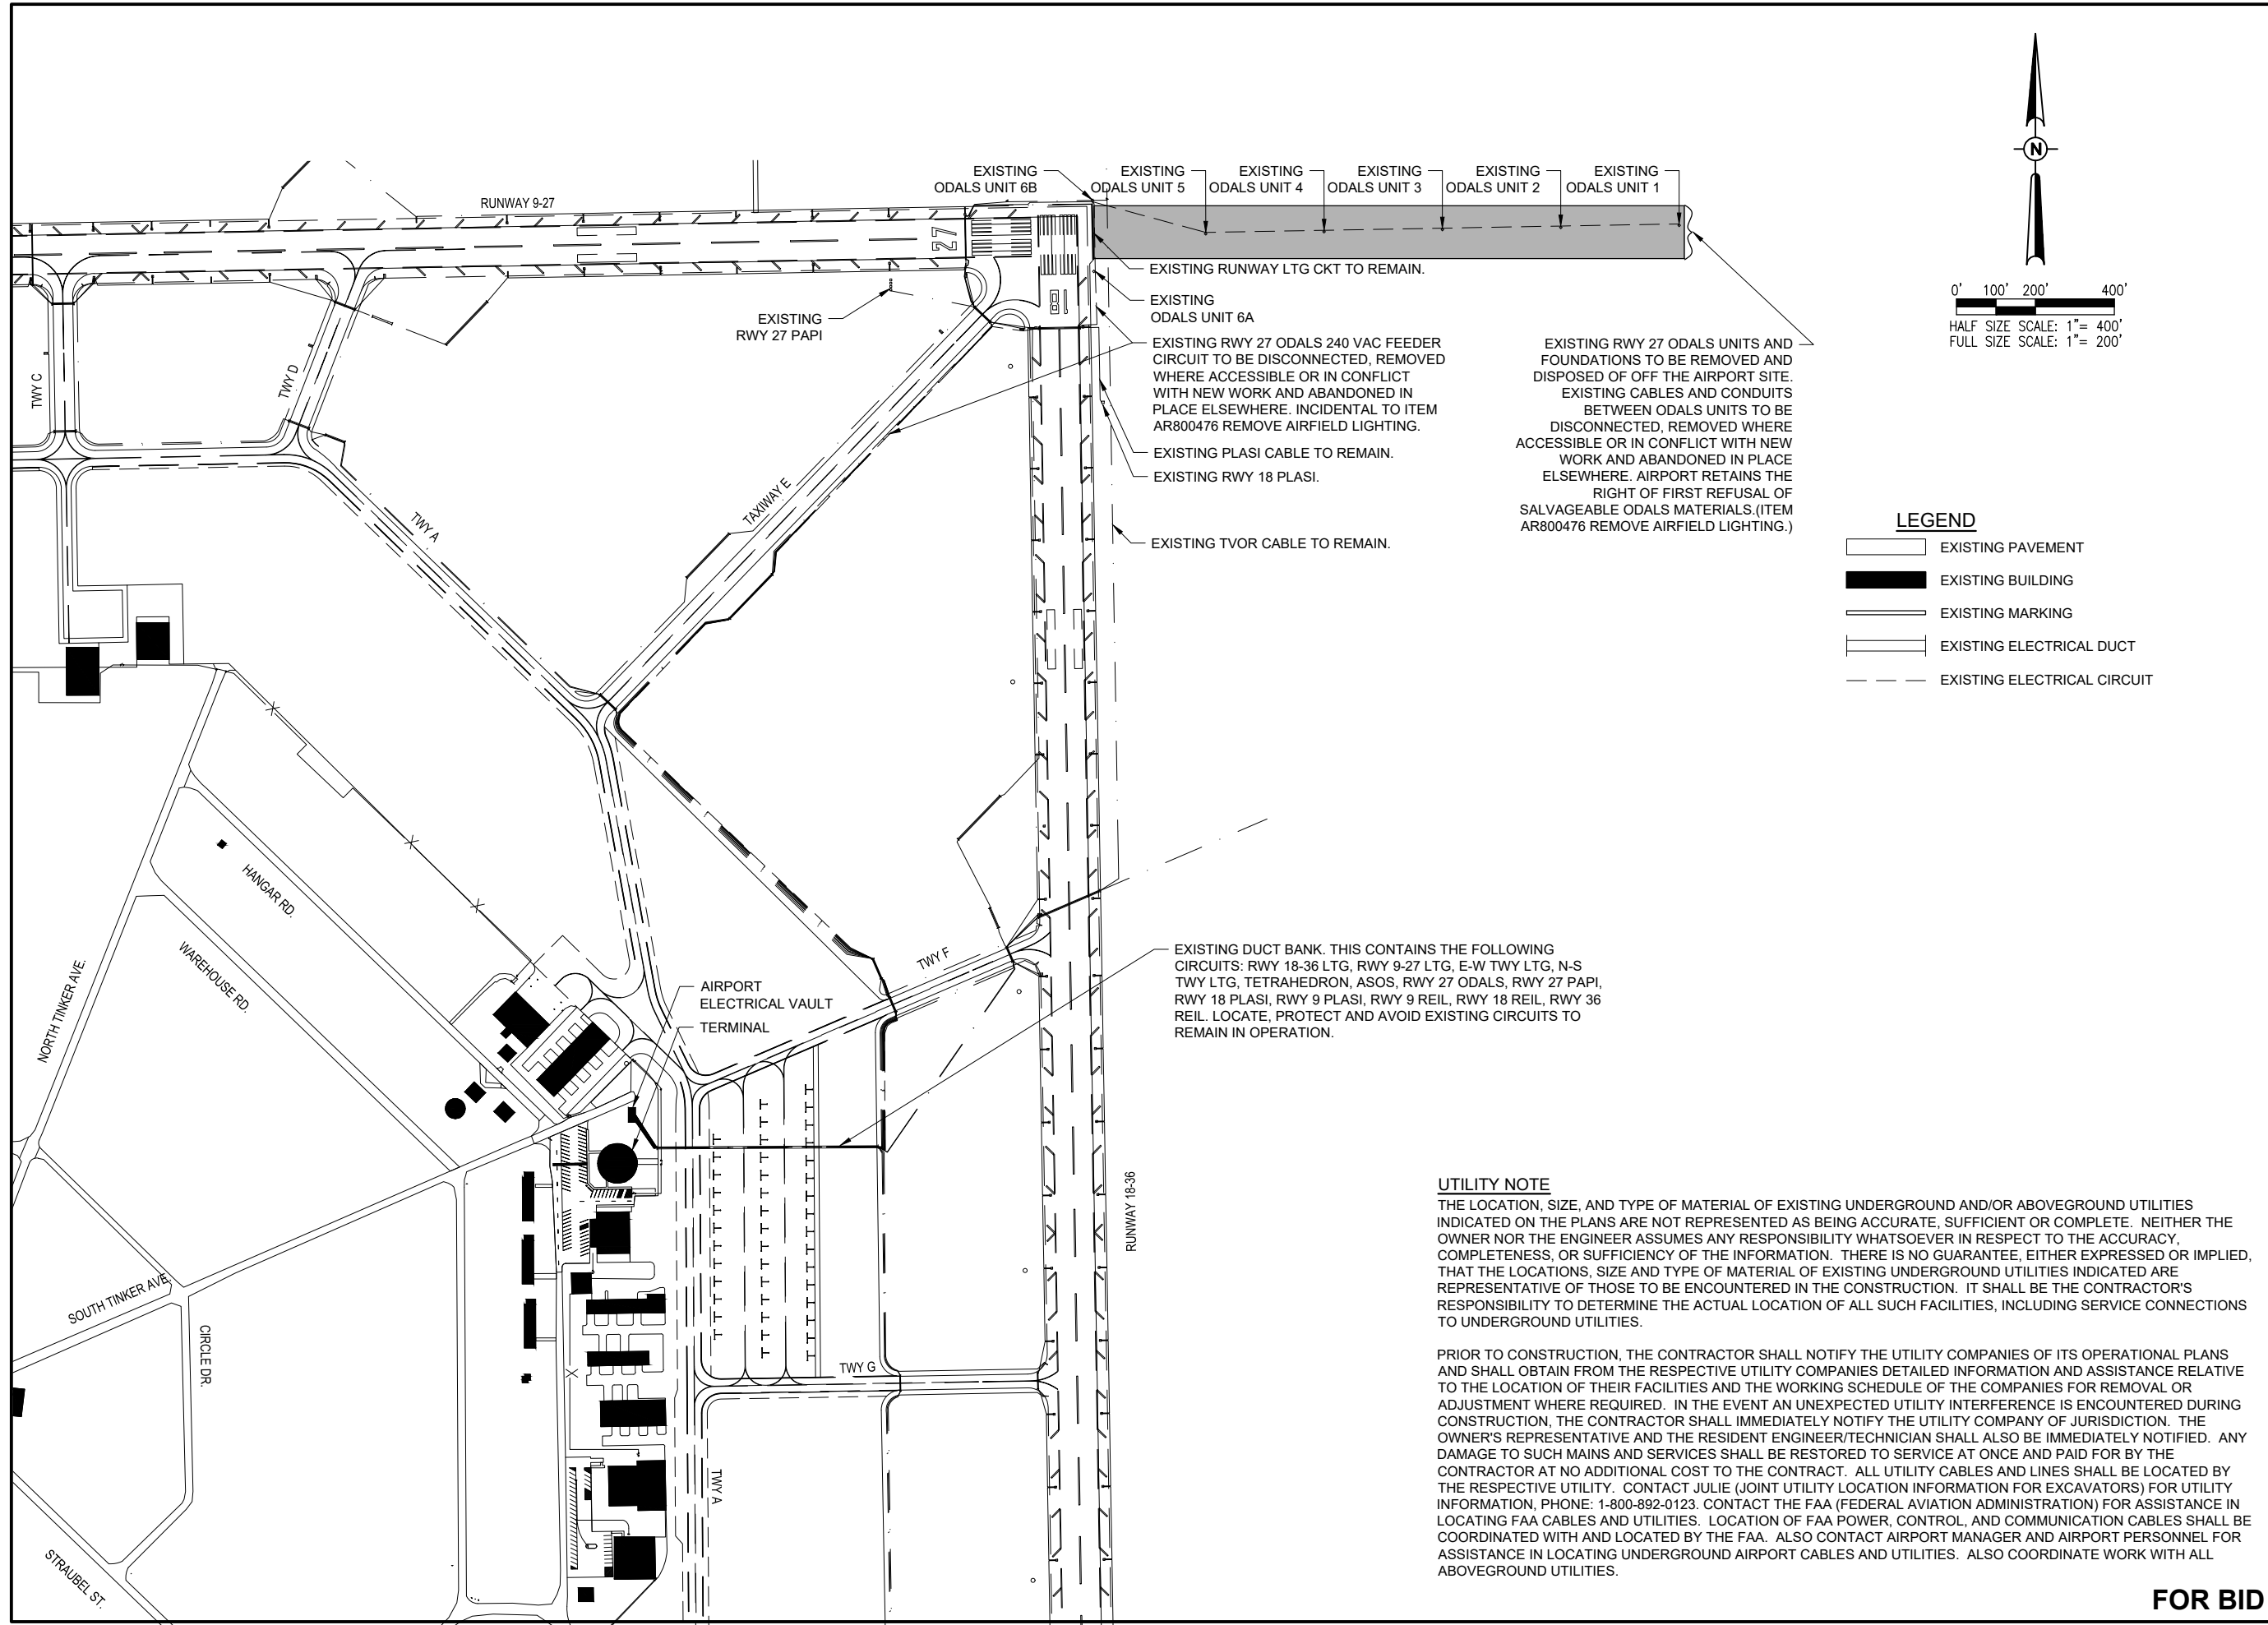 EXISTING
ODALS UNIT 6B
EXISTING
ODALS UNIT 5
EXISTING
ODALS UNIT 4
EXISTING
ODALS UNIT 3
EXISTING
ODALS UNIT 2
EXISTING
ODALS UNIT 1
N
0' 100' 200' 400'
HALF SIZE SCALE: 1"= 400'
FULL SIZE SCALE: 1"= 200'
RUNWAY 9-27
27
18
EXISTING RUNWAY LTG CKT TO REMAIN.
EXISTING
ODALS UNIT 6A
EXISTING
RWY 27 PAPI
EXISTING RWY 27 ODALS 240 VAC FEEDER
CIRCUIT TO BE DISCONNECTED, REMOVED
WHERE ACCESSIBLE OR IN CONFLICT
WITH NEW WORK AND ABANDONED IN
PLACE ELSEWHERE. INCIDENTAL TO ITEM
AR800476 REMOVE AIRFIELD LIGHTING.
EXISTING PLASI CABLE TO REMAIN.
EXISTING RWY 18 PLASI.
EXISTING TVOR CABLE TO REMAIN.
EXISTING RWY 27 ODALS UNITS AND
FOUNDATIONS TO BE REMOVED AND
DISPOSED OF OFF THE AIRPORT SITE.
EXISTING CABLES AND CONDUITS
BETWEEN ODALS UNITS TO BE
DISCONNECTED, REMOVED WHERE
ACCESSIBLE OR IN CONFLICT WITH NEW
WORK AND ABANDONED IN PLACE
ELSEWHERE. AIRPORT RETAINS THE
RIGHT OF FIRST REFUSAL OF
SALVAGEABLE ODALS MATERIALS.(ITEM
AR800476 REMOVE AIRFIELD LIGHTING.)
LEGEND
EXISTING PAVEMENT
EXISTING BUILDING
EXISTING MARKING
EXISTING ELECTRICAL DUCT
EXISTING ELECTRICAL CIRCUIT
TWY C
TWY D
TWY A
TAXIWAY E
HANGAR RD.
WAREHOUSE RD.
NORTH TINKER AVE.
AIRPORT
ELECTRICAL VAULT
TERMINAL
TWY F
EXISTING DUCT BANK. THIS CONTAINS THE FOLLOWING
CIRCUITS: RWY 18-36 LTG, RWY 9-27 LTG, E-W TWY LTG, N-S
TWY LTG, TETRAHEDRON, ASOS, RWY 27 ODALS, RWY 27 PAPI,
RWY 18 PLASI, RWY 9 PLASI, RWY 9 REIL, RWY 18 REIL, RWY 36
REIL. LOCATE, PROTECT AND AVOID EXISTING CIRCUITS TO
REMAIN IN OPERATION.
RUNWAY 18-36
SOUTH TINKER AVE.
CIRCLE DR.
TWY G
TWY A
STRAUBEL ST.
UTILITY NOTE
THE LOCATION, SIZE, AND TYPE OF MATERIAL OF EXISTING UNDERGROUND AND/OR ABOVEGROUND UTILITIES
INDICATED ON THE PLANS ARE NOT REPRESENTED AS BEING ACCURATE, SUFFICIENT OR COMPLETE. NEITHER THE
OWNER NOR THE ENGINEER ASSUMES ANY RESPONSIBILITY WHATSOEVER IN RESPECT TO THE ACCURACY,
COMPLETENESS, OR SUFFICIENCY OF THE INFORMATION. THERE IS NO GUARANTEE, EITHER EXPRESSED OR IMPLIED,
THAT THE LOCATIONS, SIZE AND TYPE OF MATERIAL OF EXISTING UNDERGROUND UTILITIES INDICATED ARE
REPRESENTATIVE OF THOSE TO BE ENCOUNTERED IN THE CONSTRUCTION. IT SHALL BE THE CONTRACTOR'S
RESPONSIBILITY TO DETERMINE THE ACTUAL LOCATION OF ALL SUCH FACILITIES, INCLUDING SERVICE CONNECTIONS
TO UNDERGROUND UTILITIES.
PRIOR TO CONSTRUCTION, THE CONTRACTOR SHALL NOTIFY THE UTILITY COMPANIES OF ITS OPERATIONAL PLANS
AND SHALL OBTAIN FROM THE RESPECTIVE UTILITY COMPANIES DETAILED INFORMATION AND ASSISTANCE RELATIVE
TO THE LOCATION OF THEIR FACILITIES AND THE WORKING SCHEDULE OF THE COMPANIES FOR REMOVAL OR
ADJUSTMENT WHERE REQUIRED. IN THE EVENT AN UNEXPECTED UTILITY INTERFERENCE IS ENCOUNTERED DURING
CONSTRUCTION, THE CONTRACTOR SHALL IMMEDIATELY NOTIFY THE UTILITY COMPANY OF JURISDICTION. THE
OWNER'S REPRESENTATIVE AND THE RESIDENT ENGINEER/TECHNICIAN SHALL ALSO BE IMMEDIATELY NOTIFIED. ANY
DAMAGE TO SUCH MAINS AND SERVICES SHALL BE RESTORED TO SERVICE AT ONCE AND PAID FOR BY THE
CONTRACTOR AT NO ADDITIONAL COST TO THE CONTRACT. ALL UTILITY CABLES AND LINES SHALL BE LOCATED BY
THE RESPECTIVE UTILITY. CONTACT JULIE (JOINT UTILITY LOCATION INFORMATION FOR EXCAVATORS) FOR UTILITY
INFORMATION, PHONE: 1-800-892-0123. CONTACT THE FAA (FEDERAL AVIATION ADMINISTRATION) FOR ASSISTANCE IN
LOCATING FAA CABLES AND UTILITIES. LOCATION OF FAA POWER, CONTROL, AND COMMUNICATION CABLES SHALL BE
COORDINATED WITH AND LOCATED BY THE FAA. ALSO CONTACT AIRPORT MANAGER AND AIRPORT PERSONNEL FOR
ASSISTANCE IN LOCATING UNDERGROUND AIRPORT CABLES AND UTILITIES. ALSO COORDINATE WORK WITH ALL
ABOVEGROUND UTILITIES.
FOR BID